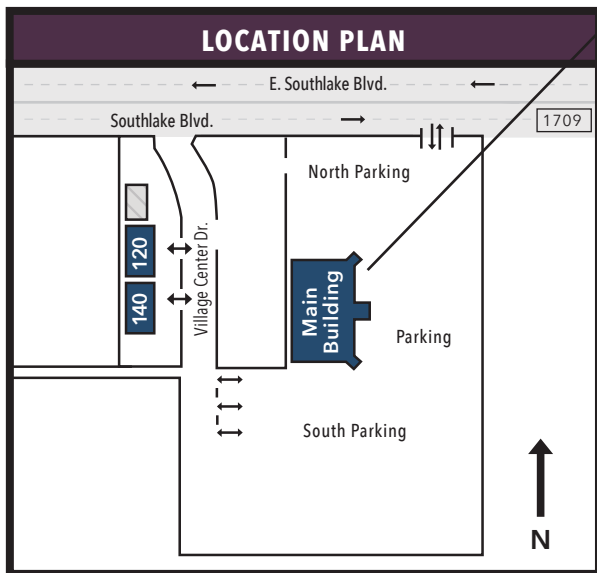 LOCATION PLAN
E. Southlake Blvd.
Southlake Blvd.
1709
North Parking
120
Village Center Dr.
140
Main
Building
Parking
South Parking
N